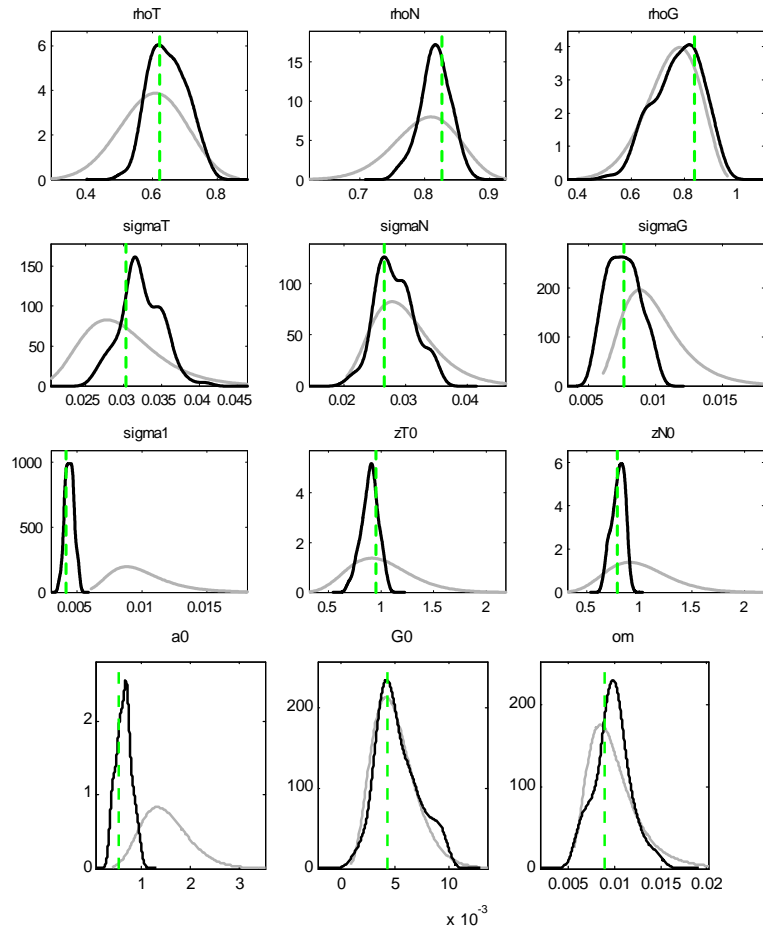 rhoT rhoN rhoG
6 4 2 0 0.4 0.6 0.8
15 10 5 0 0.7 0.8 0.9
4 3 2 1 0 0.4 0.6 0.8 1
sigmaT sigmaN sigmaG
150 100 50 0 0.025 0.03 0.035 0.04 0.045
100 50 0 0.02 0.03 0.04
200 100 0 0.005 0.01 0.015
sigma1 zT0 zN0
1000 500 0 0.005 0.01 0.015
4 2 0 0.5 1 1.5 2
6 4 2 0 0.5 1 1.5 2
a0 G0 om
2 1 0 1 2 3
200 100 0 0 5 10
x 10 -3
200 100 0 0.005 0.01 0.015 0.02